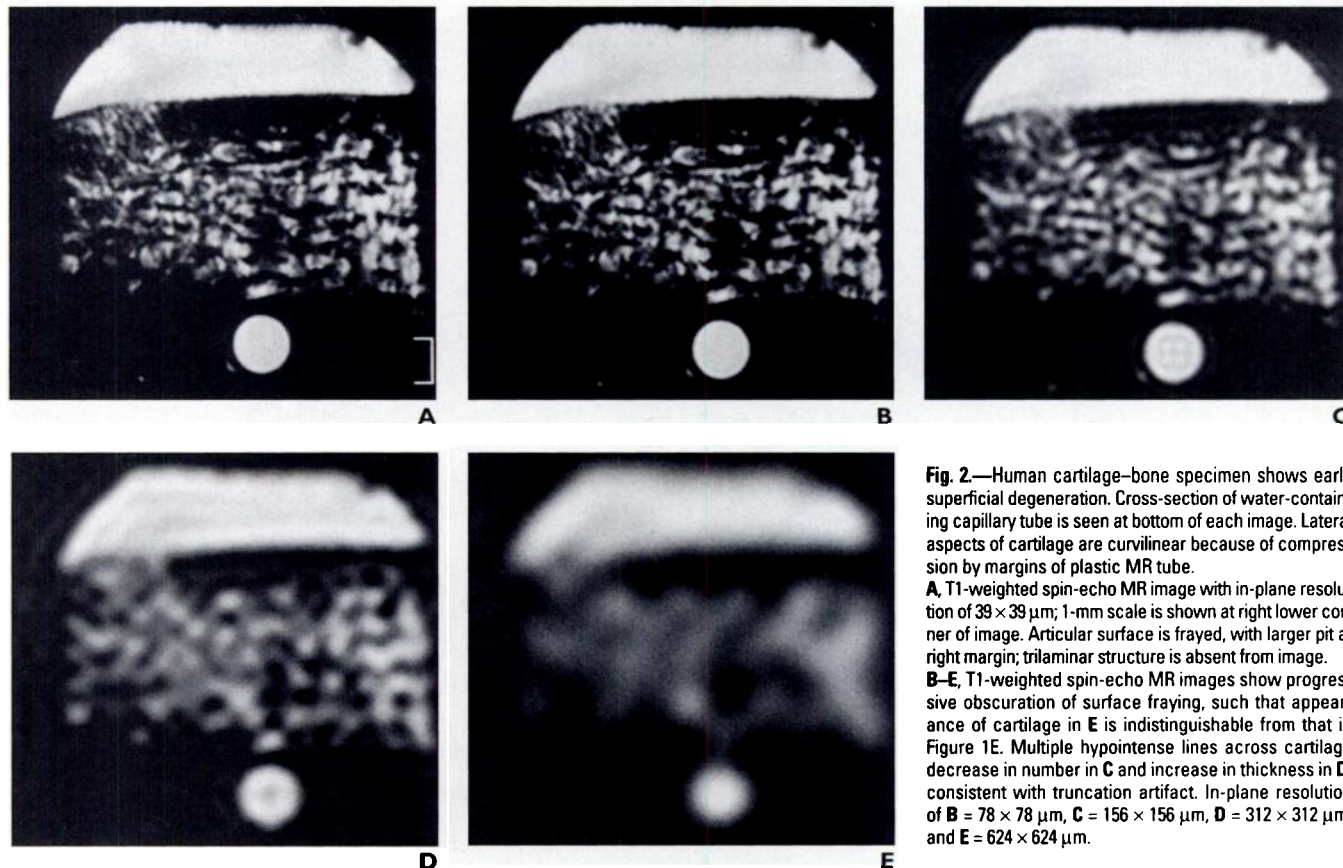 A
B
C
D
E
Fig. 2.—Human cartilage–bone specimen shows earl
superficial degeneration. Cross-section of water-contain
ing capillary tube is seen at bottom of each image. Latera
aspects of cartilage are curvilinear because of compres
sion by margins of plastic MR tube.
A, T1-weighted spin-echo MR image with in-plane resolu
tion of 39 × 39 μm; 1-mm scale is shown at right lower cor
ner of image. Articular surface is frayed, with larger pit a
right margin; trilaminar structure is absent from image.
B–E, T1-weighted spin-echo MR images show progres
sive obscuration of surface fraying, such that appear
ance of cartilage in E is indistinguishable from that i
Figure 1E. Multiple hypointense lines across cartilag
decrease in number in C and increase in thickness in D
consistent with truncation artifact. In-plane resolution
of B = 78 × 78 μm, C = 156 × 156 μm, D = 312 × 312 μm
and E = 624 × 624 μm.